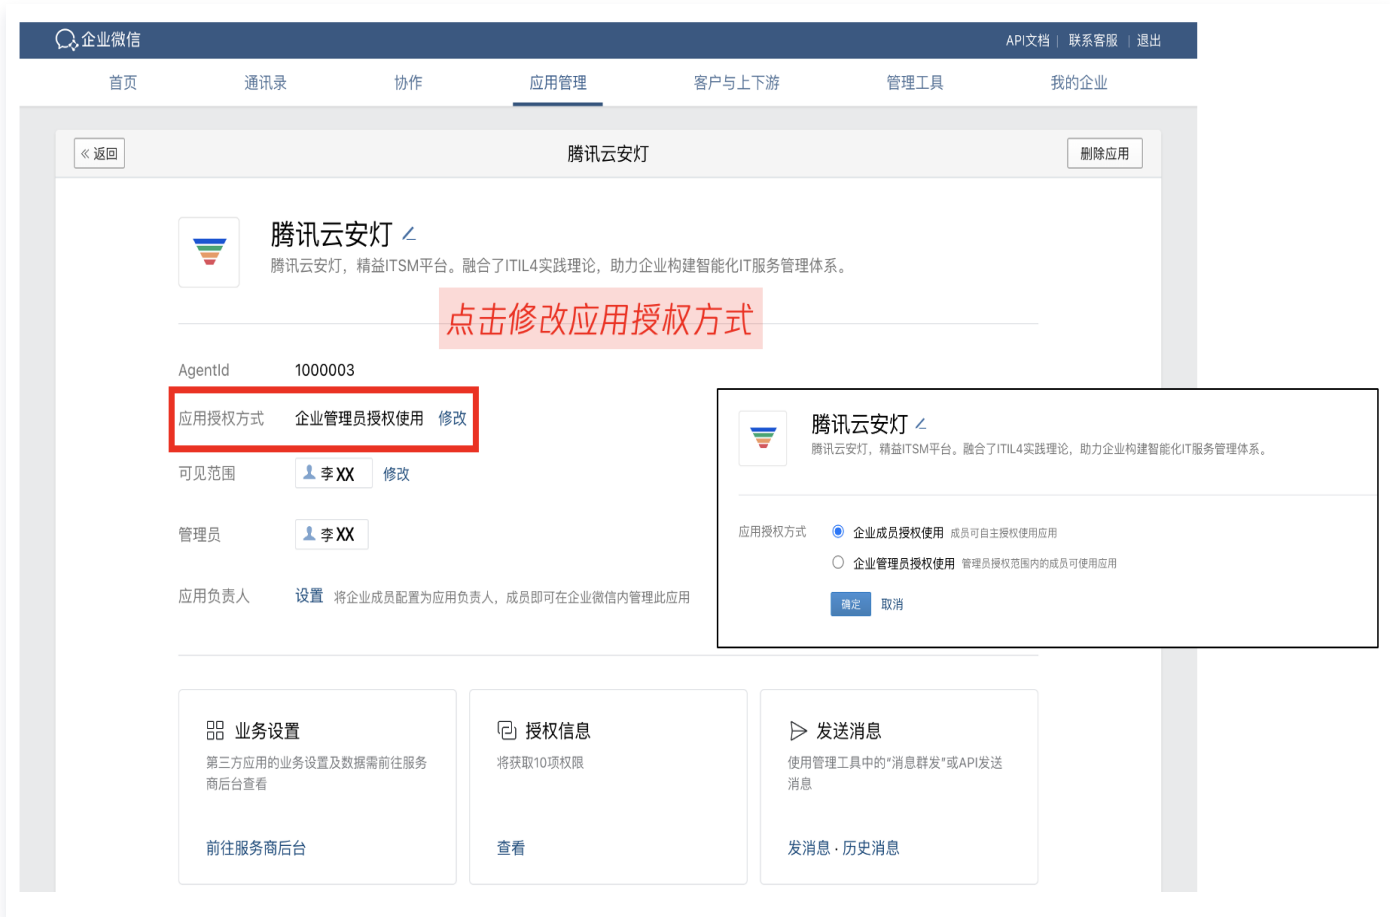 企业微信
API文档 | 联系客服 | 退出
首页 通讯录 协作 应用管理 客户与上下游 管理工具 我的企业
« 返回 腾讯云安灯 删除应用
腾讯云安灯
腾讯云安灯，精益ITSM平台。融合了ITIL4实践理论，助力企业构建智能化IT服务管理体系。
点击修改应用授权方式
AgentId 1000003
应用授权方式 企业管理员授权使用 修改
可见范围 李XX 修改
管理员 李XX
应用负责人 设置 将企业成员配置为应用负责人，成员即可在企业微信内管理此应用
腾讯云安灯
腾讯云安灯，精益ITSM平台。融合了ITIL4实践理论，助力企业构建智能化IT服务管理体系。
应用授权方式 企业成员授权使用 成员可自主授权使用应用
企业管理员授权使用 管理员授权范围内的成员可使用应用
确定 取消
业务设置
第三方应用的业务设置及数据需前往服务
商后台查看
前往服务商后台
授权信息
将获取10项权限
查看
发送消息
使用管理工具中的“消息群发”或API发送
消息
发消息 · 历史消息